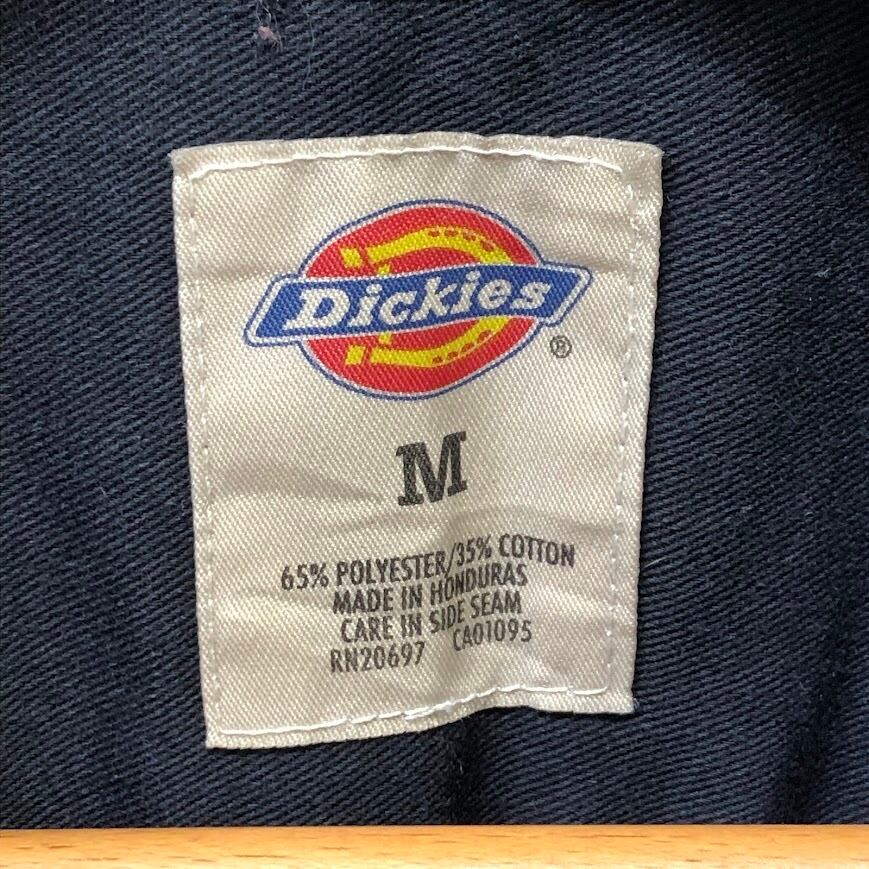 Dickies
®
M
65% POLYESTER/35% COTTON
MADE IN HONDURAS
CARE IN SIDE SEAM
RN20697 CA01095